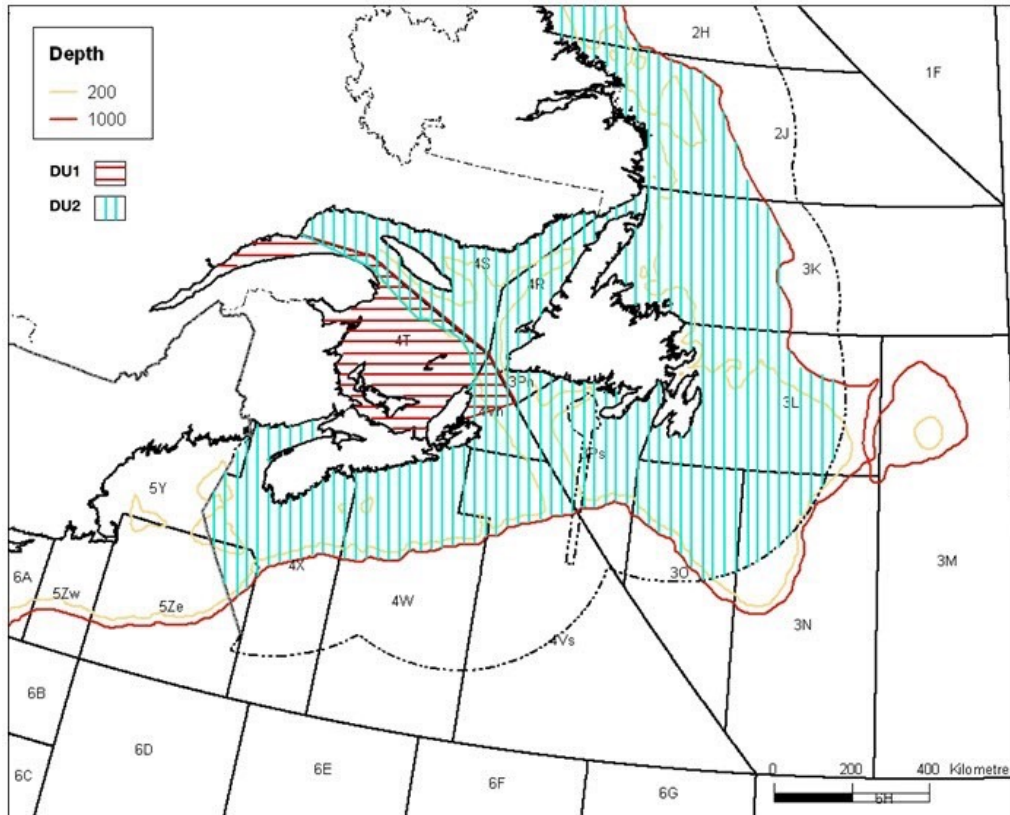 Depth
200
1000
DU1
DU2
2H
1F
2J
3K
4S
4R
4T
3Pn
4Vn
3L
3Ps
5Y
4X
3O
3M
6A
5Zw
5Ze
4W
3N
4Vs
6B
6D
6C
6E
6F
6G
0 200 400 Kilometre
6H